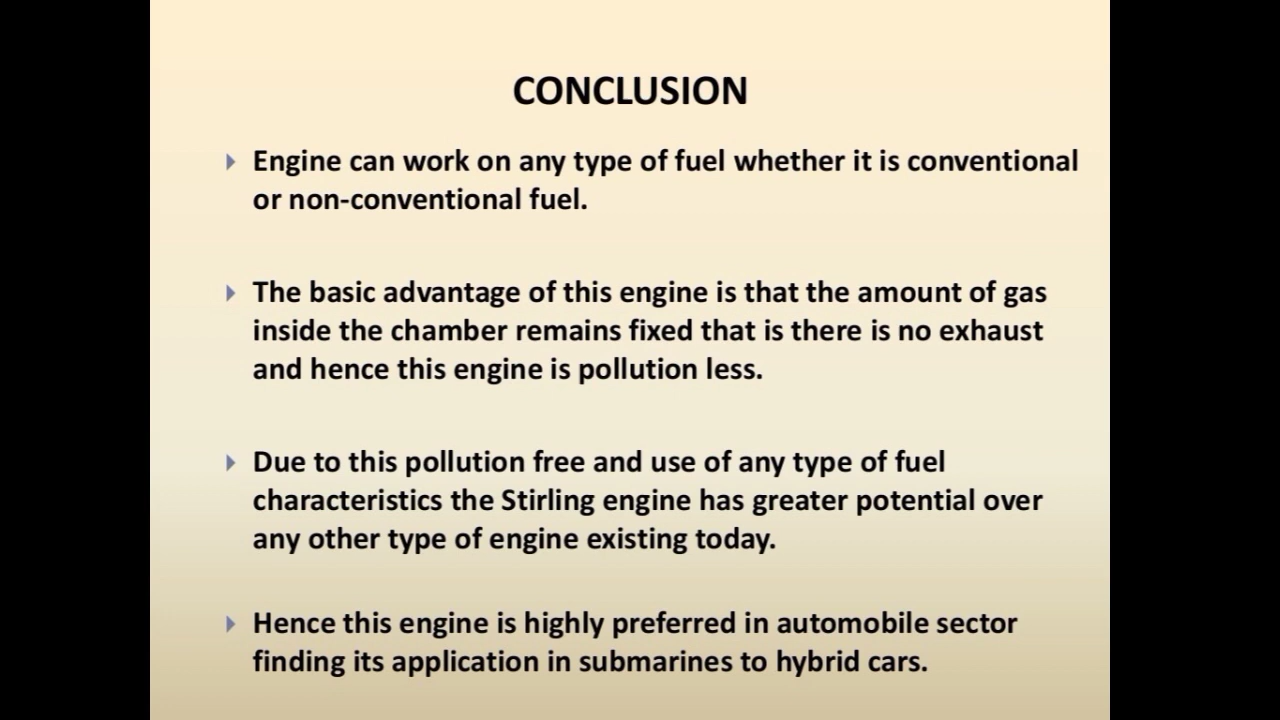 CONCLUSION
Engine can work on any type of fuel whether it is conventional
or non-conventional fuel.
The basic advantage of this engine is that the amount of gas
inside the chamber remains fixed that is there is no exhaust
and hence this engine is pollution less.
Due to this pollution free and use of any type of fuel
characteristics the Stirling engine has greater potential over
any other type of engine existing today.
Hence this engine is highly preferred in automobile sector
finding its application in submarines to hybrid cars.